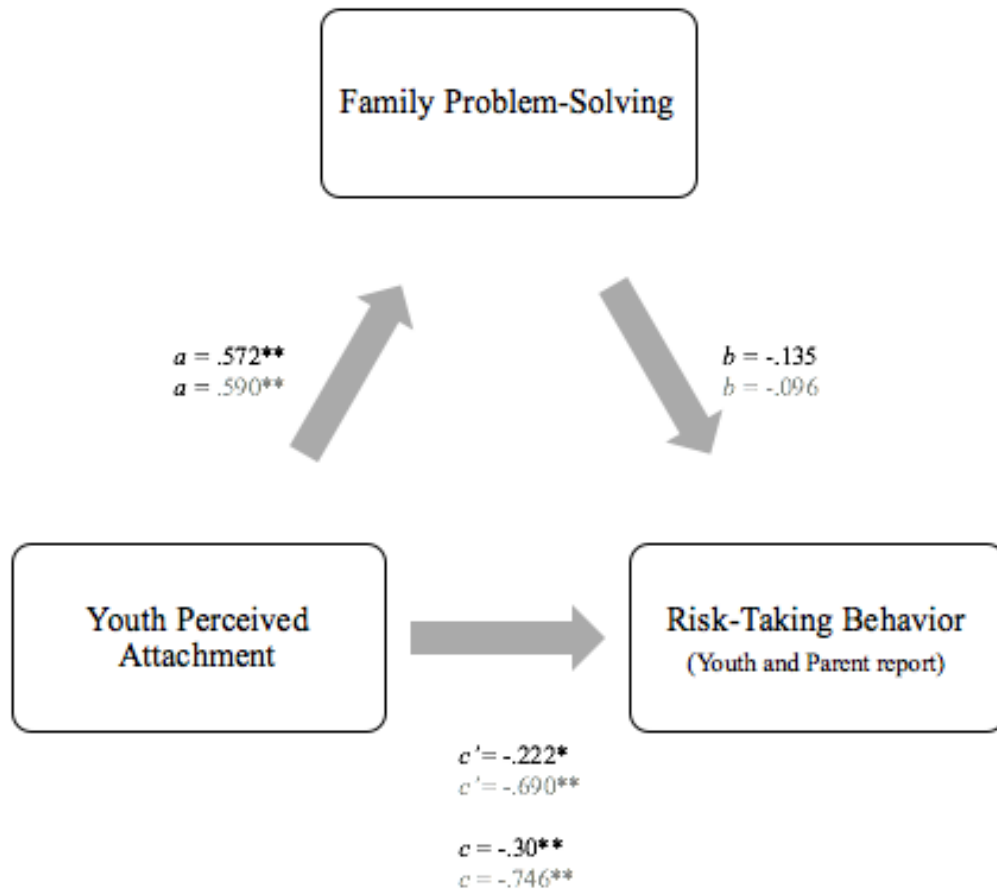 Family Problem-Solving
a = .572**
a = .590**
b = -.135
b = -.096
Youth Perceived
Attachment
Risk-Taking Behavior
(Youth and Parent report)
c’= -.222*
c’= -.690**
c = -.30**
c = -.746**